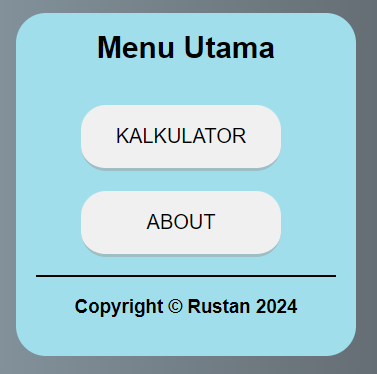 Menu Utama
KALKULATOR
ABOUT
Copyright © Rustan 2024